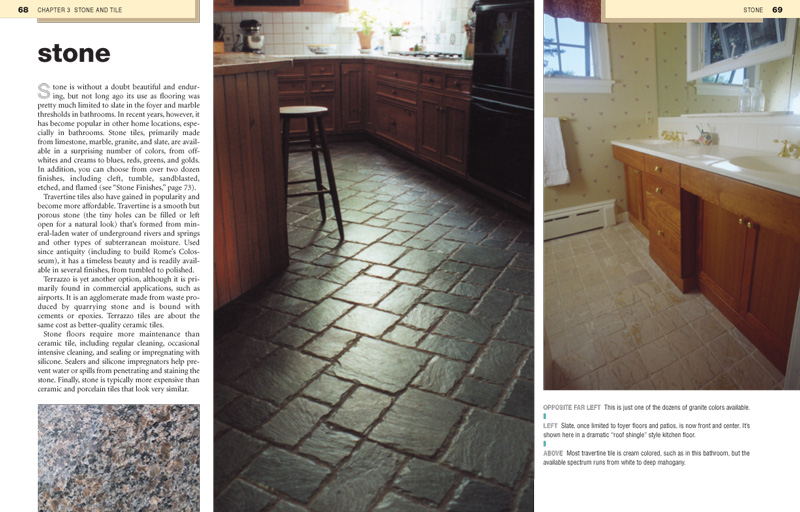 68 CHAPTER 3 STONE AND TILE
STONE 69
stone
Stone is without a doubt beautiful and endur-
ing, but not long ago its use as flooring was
pretty much limited to slate in the foyer and marble
thresholds in bathrooms. In recent years, however, it
has become popular in other home locations, espe-
cially in bathrooms. Stone tiles, primarily made
from limestone, marble, granite, and slate, are avail-
able in a surprising number of colors, from off-
whites and creams to blues, reds, greens, and golds.
In addition, you can choose from over two dozen
finishes, including cleft, tumble, sandblasted,
etched, and flamed (see “Stone Finishes,” page 73).
Travertine tiles also have gained in popularity and
become more affordable. Travertine is a smooth but
porous stone (the tiny holes can be filled or left
open for a natural look) that’s formed from min-
eral-laden water of underground rivers and springs
and other types of subterranean moisture. Used
since antiquity (including to build Rome’s Colos-
seum), it has a timeless beauty and is readily avail-
able in several finishes, from tumbled to polished.
Terrazzo is yet another option, although it is pri-
marily found in commercial applications, such as
airports. It is an agglomerate made from waste pro-
duced by quarrying stone and is bound with
cements or epoxies. Terrazzo tiles are about the
same cost as better-quality ceramic tiles.
Stone floors require more maintenance than
ceramic tile, including regular cleaning, occasional
intensive cleaning, and sealing or impregnating with
silicone. Sealers and silicone impregnators help pre-
vent water or spills from penetrating and staining the
stone. Finally, stone is typically more expensive than
ceramic and porcelain tiles that look very similar.
OPPOSITE FAR LEFT This is just one of the dozens of granite colors available.
LEFT Slate, once limited to foyer floors and patios, is now front and center. It’s
shown here in a dramatic “roof shingle” style kitchen floor.
ABOVE Most travertine tile is cream colored, such as in this bathroom, but the
available spectrum runs from white to deep mahogany.